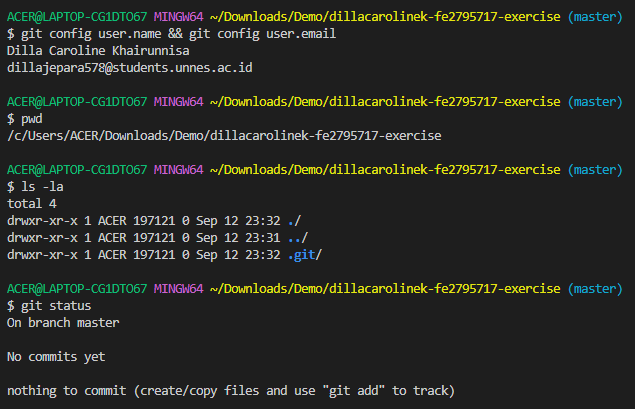 ACER@LAPTOP-CG1DTO67 MINGW64 ~/Downloads/Demo/dillacarolinek-fe2795717-exercise (master)
$ git config user.name && git config user.email
Dilla Caroline Khairunnisa
dillajepara578@students.unnes.ac.id

ACER@LAPTOP-CG1DTO67 MINGW64 ~/Downloads/Demo/dillacarolinek-fe2795717-exercise (master)
$ pwd
/c/Users/ACER/Downloads/Demo/dillacarolinek-fe2795717-exercise

ACER@LAPTOP-CG1DTO67 MINGW64 ~/Downloads/Demo/dillacarolinek-fe2795717-exercise (master)
$ ls -la
total 4
drwxr-xr-x 1 ACER 197121 0 Sep 12 23:32 ./
drwxr-xr-x 1 ACER 197121 0 Sep 12 23:31 ../
drwxr-xr-x 1 ACER 197121 0 Sep 12 23:32 .git/

ACER@LAPTOP-CG1DTO67 MINGW64 ~/Downloads/Demo/dillacarolinek-fe2795717-exercise (master)
$ git status
On branch master

No commits yet

nothing to commit (create/copy files and use "git add" to track)